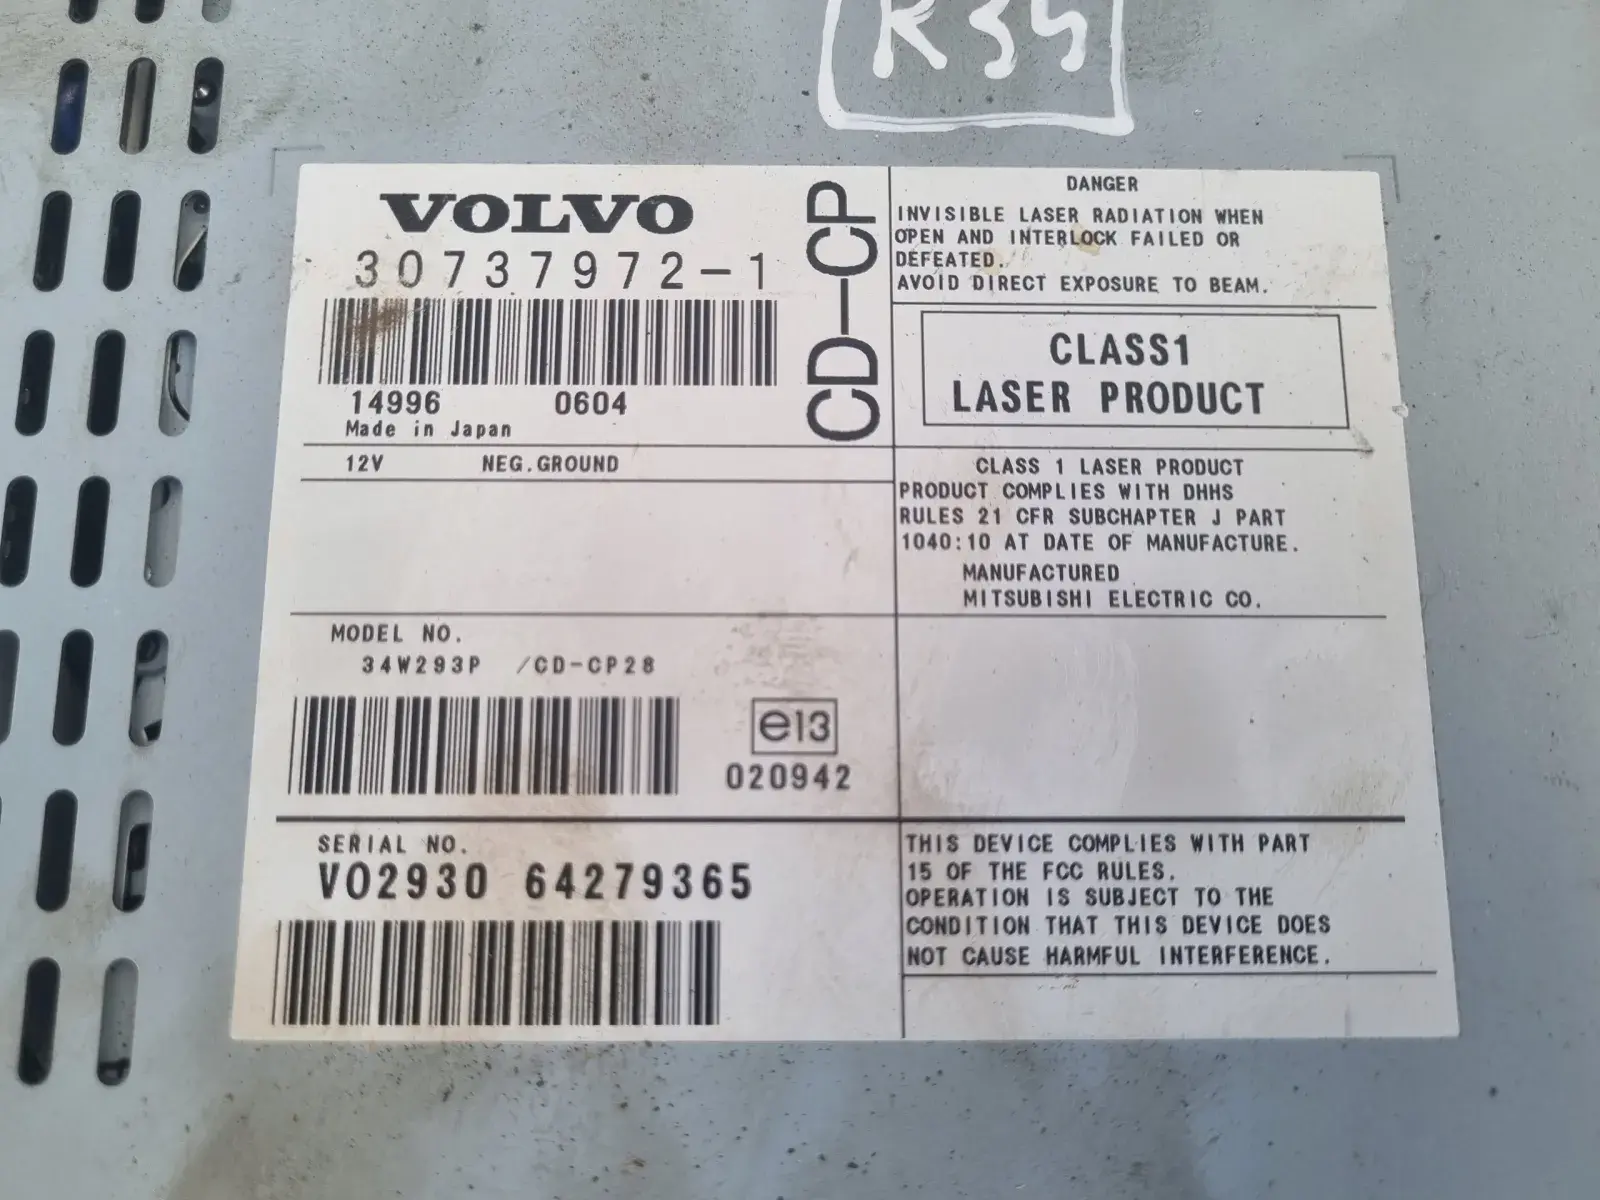 R34
VOLVO
30737972-1
14996 0604
Made in Japan
CD-CP
12V NEG.GROUND
MODEL NO.
34W293P /CD-CP28
e13
020942
SERIAL NO.
VO2930 64279365
DANGER
INVISIBLE LASER RADIATION WHEN
OPEN AND INTERLOCK FAILED OR
DEFEATED.
AVOID DIRECT EXPOSURE TO BEAM.
CLASS1
LASER PRODUCT
CLASS 1 LASER PRODUCT
PRODUCT COMPLIES WITH DHHS
RULES 21 CFR SUBCHAPTER J PART
1040:10 AT DATE OF MANUFACTURE.
MANUFACTURED
MITSUBISHI ELECTRIC CO.
THIS DEVICE COMPLIES WITH PART
15 OF THE FCC RULES.
OPERATION IS SUBJECT TO THE
CONDITION THAT THIS DEVICE DOES
NOT CAUSE HARMFUL INTERFERENCE.